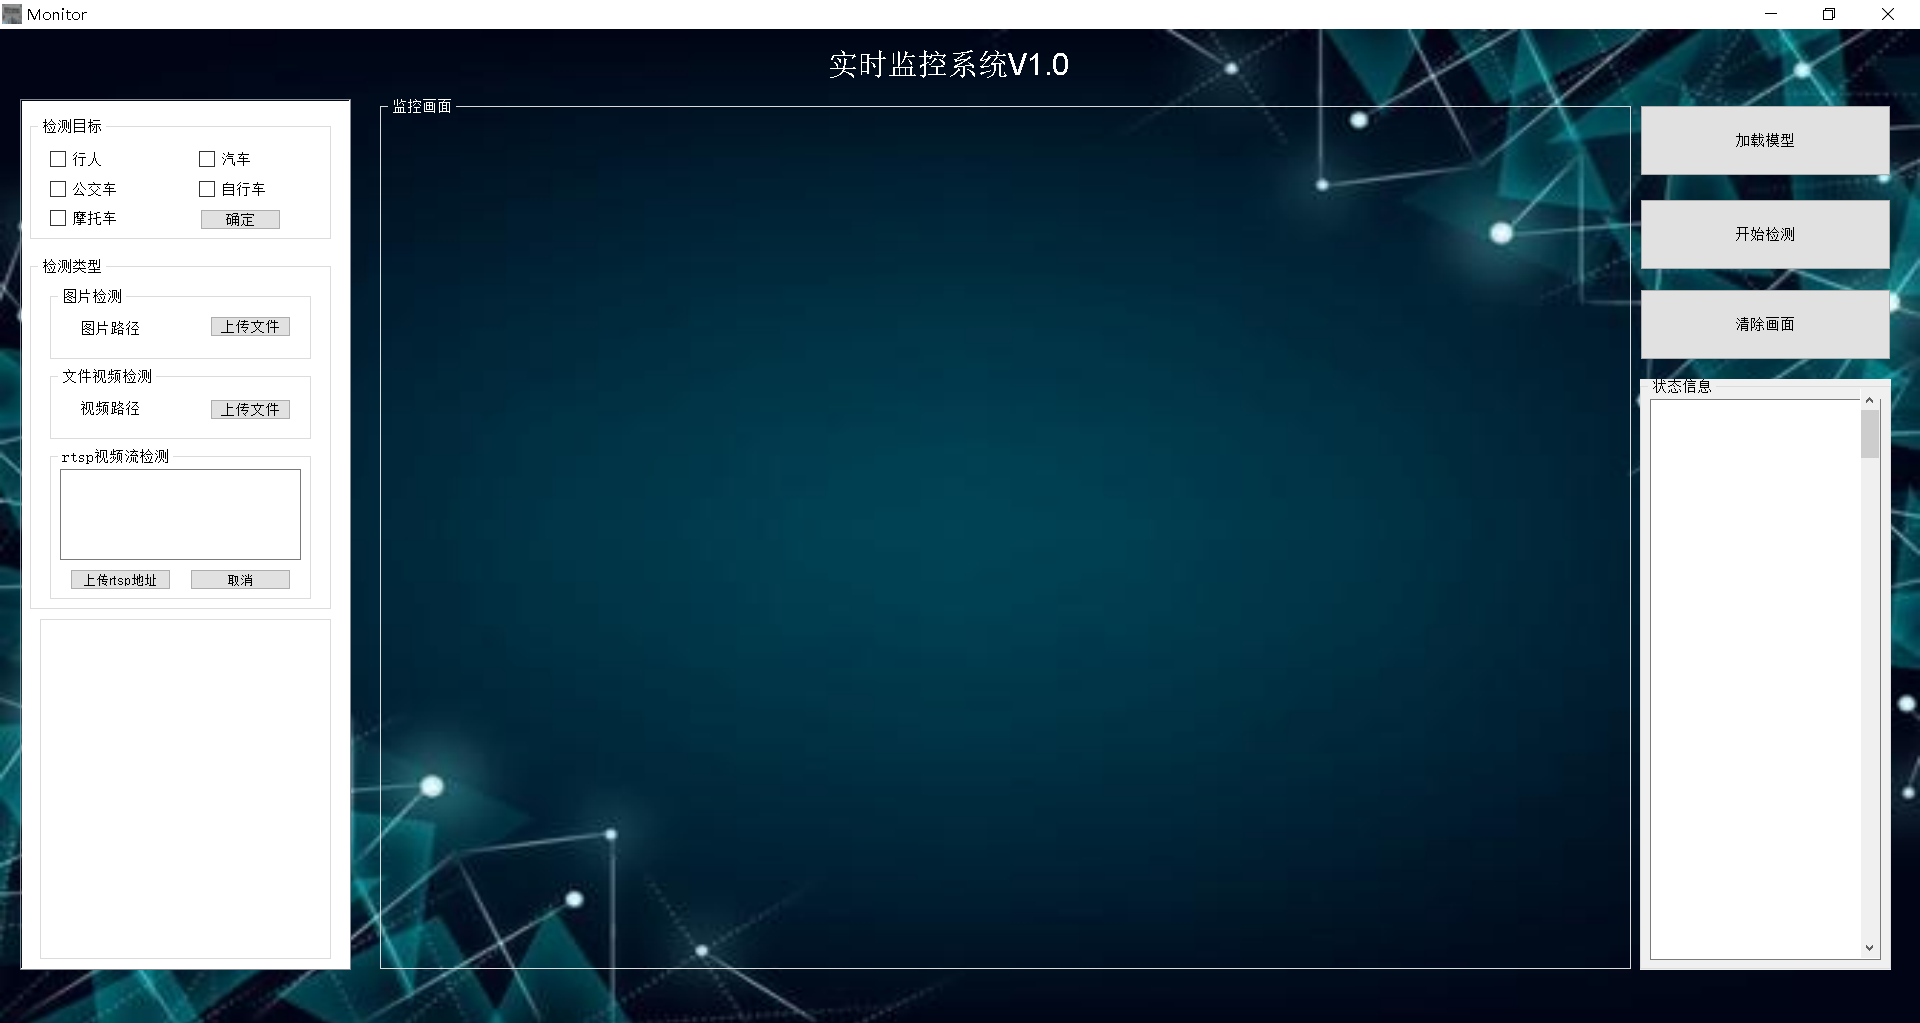 Monitor
实时监控系统V1.0
检测目标
行人
汽车
公交车
自行车
摩托车
确定
检测类型
图片检测
图片路径
上传文件
文件视频检测
视频路径
上传文件
rtsp视频流检测
上传rtsp地址
取消
监控画面
加载模型
开始检测
清除画面
状态信息